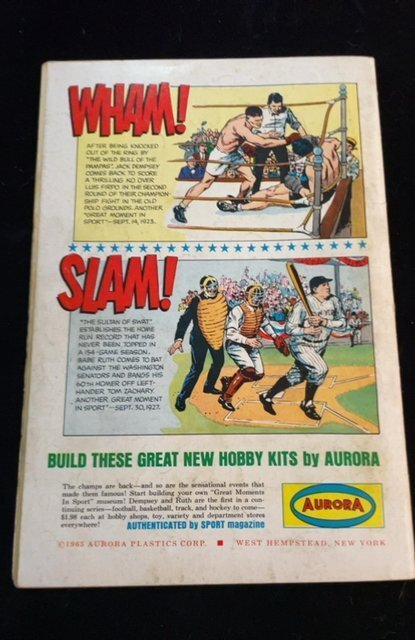 WHAM!
AFTER BEING KNOCKED
OUT OF THE RING BY
"THE WILD BULL OF THE
PAMPAS", JACK DEMPSEY
COMES BACK TO SCORE
A THRILLING KO OVER
LUIS FIRPO IN THE SECOND
ROUND OF THEIR CHAMPION-
SHIP FIGHT IN THE OLD
POLO GROUNDS. ANOTHER
"GREAT MOMENT IN
SPORT"—SEPT. 14, 1923.
SLAM!
"THE SULTAN OF SWAT"
ESTABLISHES THE HOME
RUN RECORD THAT HAS
NEVER BEEN TOPPED IN
A 154-GAME SEASON.
BABE RUTH COMES TO BAT
AGAINST THE WASHINGTON
SENATORS AND BANGS HIS
60TH HOMER OFF LEFT-
HANDER TOM ZACHARY.
ANOTHER "GREAT MOMENT
IN SPORT"—SEPT. 30, 1927.
BUILD THESE GREAT NEW HOBBY KITS by AURORA
The champs are back—and so are the sensational events that
made them famous! Start building your own "Great Moments
In Sport" museum! Dempsey and Ruth are the first in a con-
tinuing series—football, basketball, track, and hockey to come—
$1.98 each at hobby shops, toy, variety and department stores
everywhere! AUTHENTICATED by SPORT magazine
AURORA
©1965 AURORA PLASTICS CORP. ■ WEST HEMPSTEAD, NEW YORK